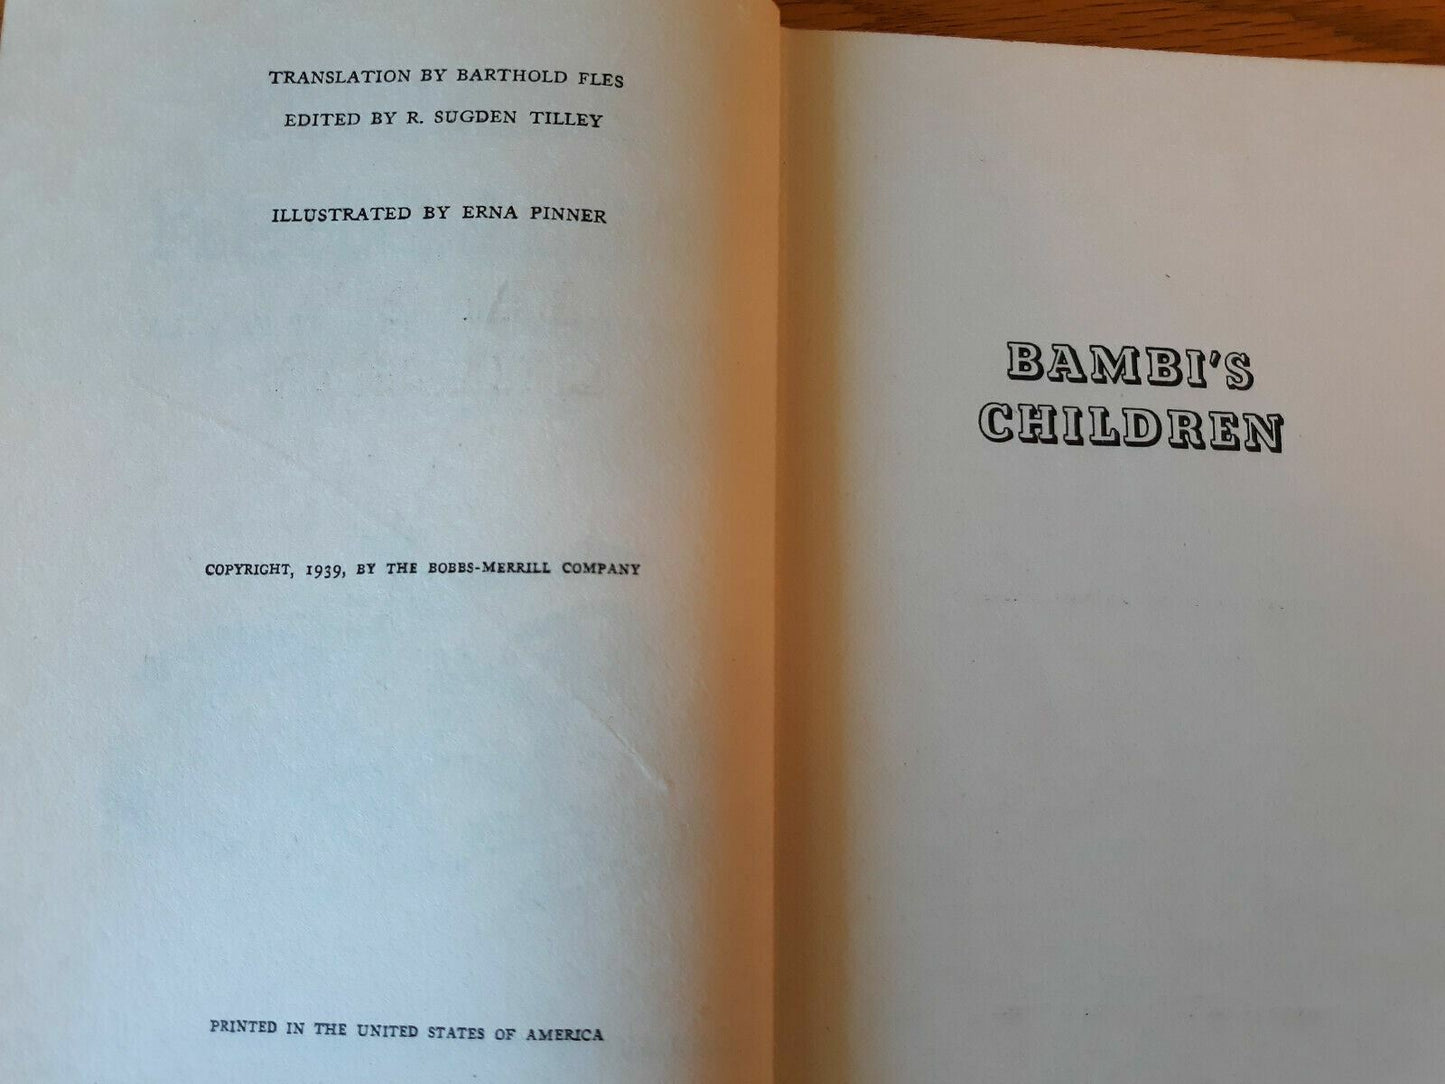 TRANSLATION BY BARTHOLD FLES
EDITED BY R. SUGDEN TILLEY
ILLUSTRATED BY ERNA PINNER
COPYRIGHT, 1939, BY THE BOBBS-MERRILL COMPANY
PRINTED IN THE UNITED STATES OF AMERICA
BAMBI'S
CHILDREN